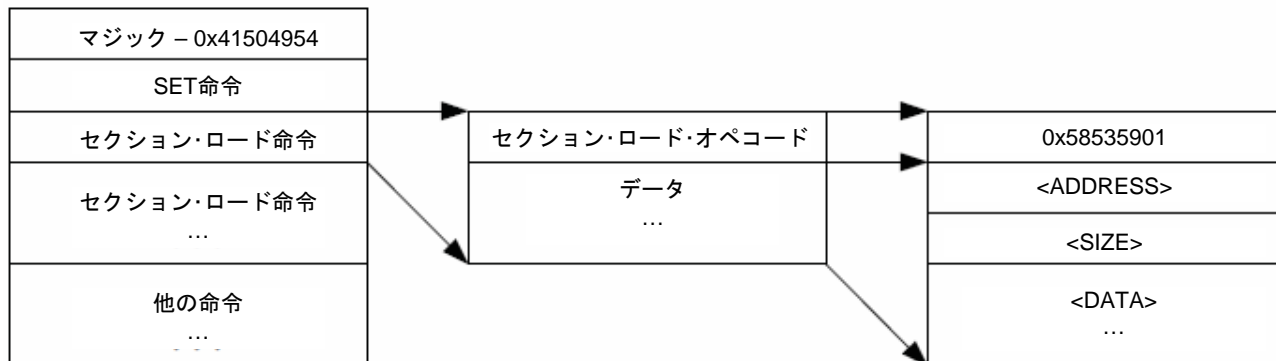 マジック – 0x41504954
SET命令
セクション・ロード命令
セクション・ロード命令
…
他の命令
…
セクション・ロード・オペコード
データ
…
0x58535901
<ADDRESS>
<SIZE>
<DATA>
…